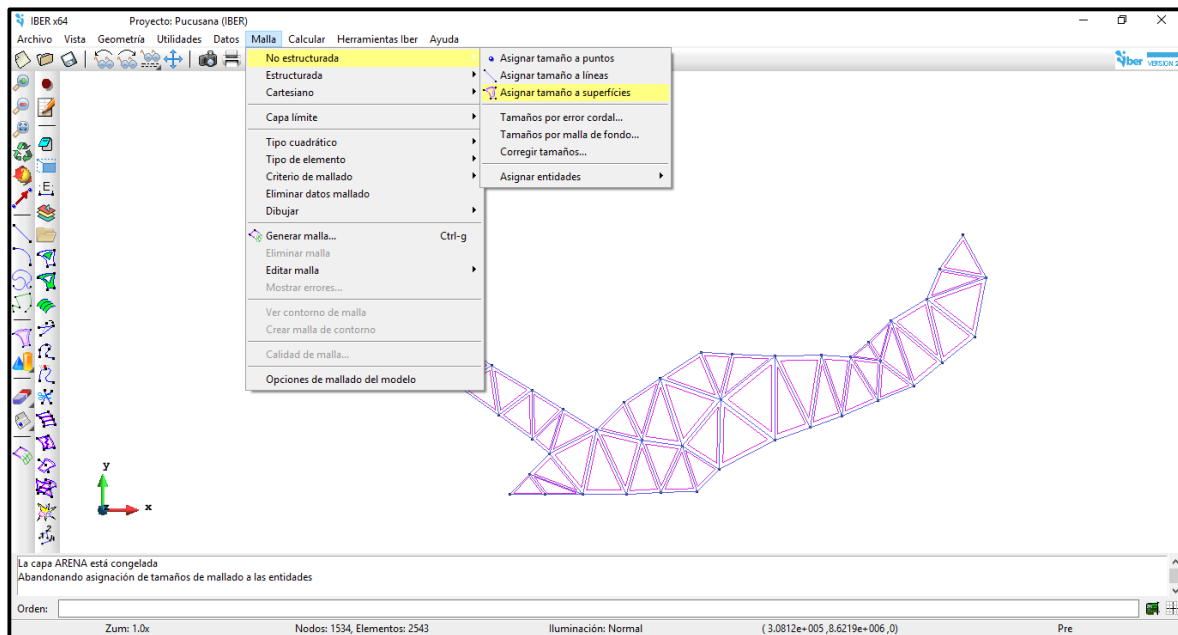 IBER x64 Proyecto: Pucusana (IBER)
Archivo Vista Geometría Utilidades Datos Malla Calcular Herramientas Iber Ayuda
iber VERSION 2
No estructurada
Estructurada
Cartesiano
Capa límite
Tipo cuadrático
Tipo de elemento
Criterio de mallado
Eliminar datos mallado
Dibujar
Generar malla... Ctrl-g
Eliminar malla
Editar malla
Mostrar errores...
Ver contorno de malla
Crear malla de contorno
Calidad de malla...
Opciones de mallado del modelo
Asignar tamaño a puntos
Asignar tamaño a líneas
Asignar tamaño a superfícies
Tamaños por error cordal...
Tamaños por malla de fondo...
Corregir tamaños...
Asignar entidades
E
y
x
La capa ARENA está congelada
Abandonando asignación de tamaños de mallado a las entidades
Orden:
Zum: 1.0x Nodos: 1534, Elementos: 2543 Iluminación: Normal ( 3.0812e+005 ,8.6219e+006 ,0) Pre